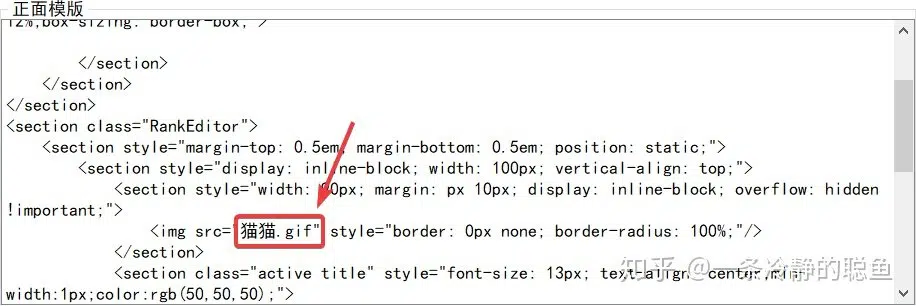 正面模版
12%;box-sizing: border-box; >
</section>
</section>
</section>
<section class="RankEditor">
<section style="margin-top: 0.5em; margin-bottom: 0.5em; position: static;">
<section style="display: inline-block; width: 100px; vertical-align: top;">
<section style="width: 80px; margin: px 10px; display: inline-block; overflow: hidden
!important;">
<img src="猫猫.gif" style="border: 0px none; border-radius: 100%;"/>
</section>
<section class="active title" style="font-size: 13px; text-align: center;min-
width:1px;color:rgb(50,50,50);">
知乎 @一条冷静的聪鱼